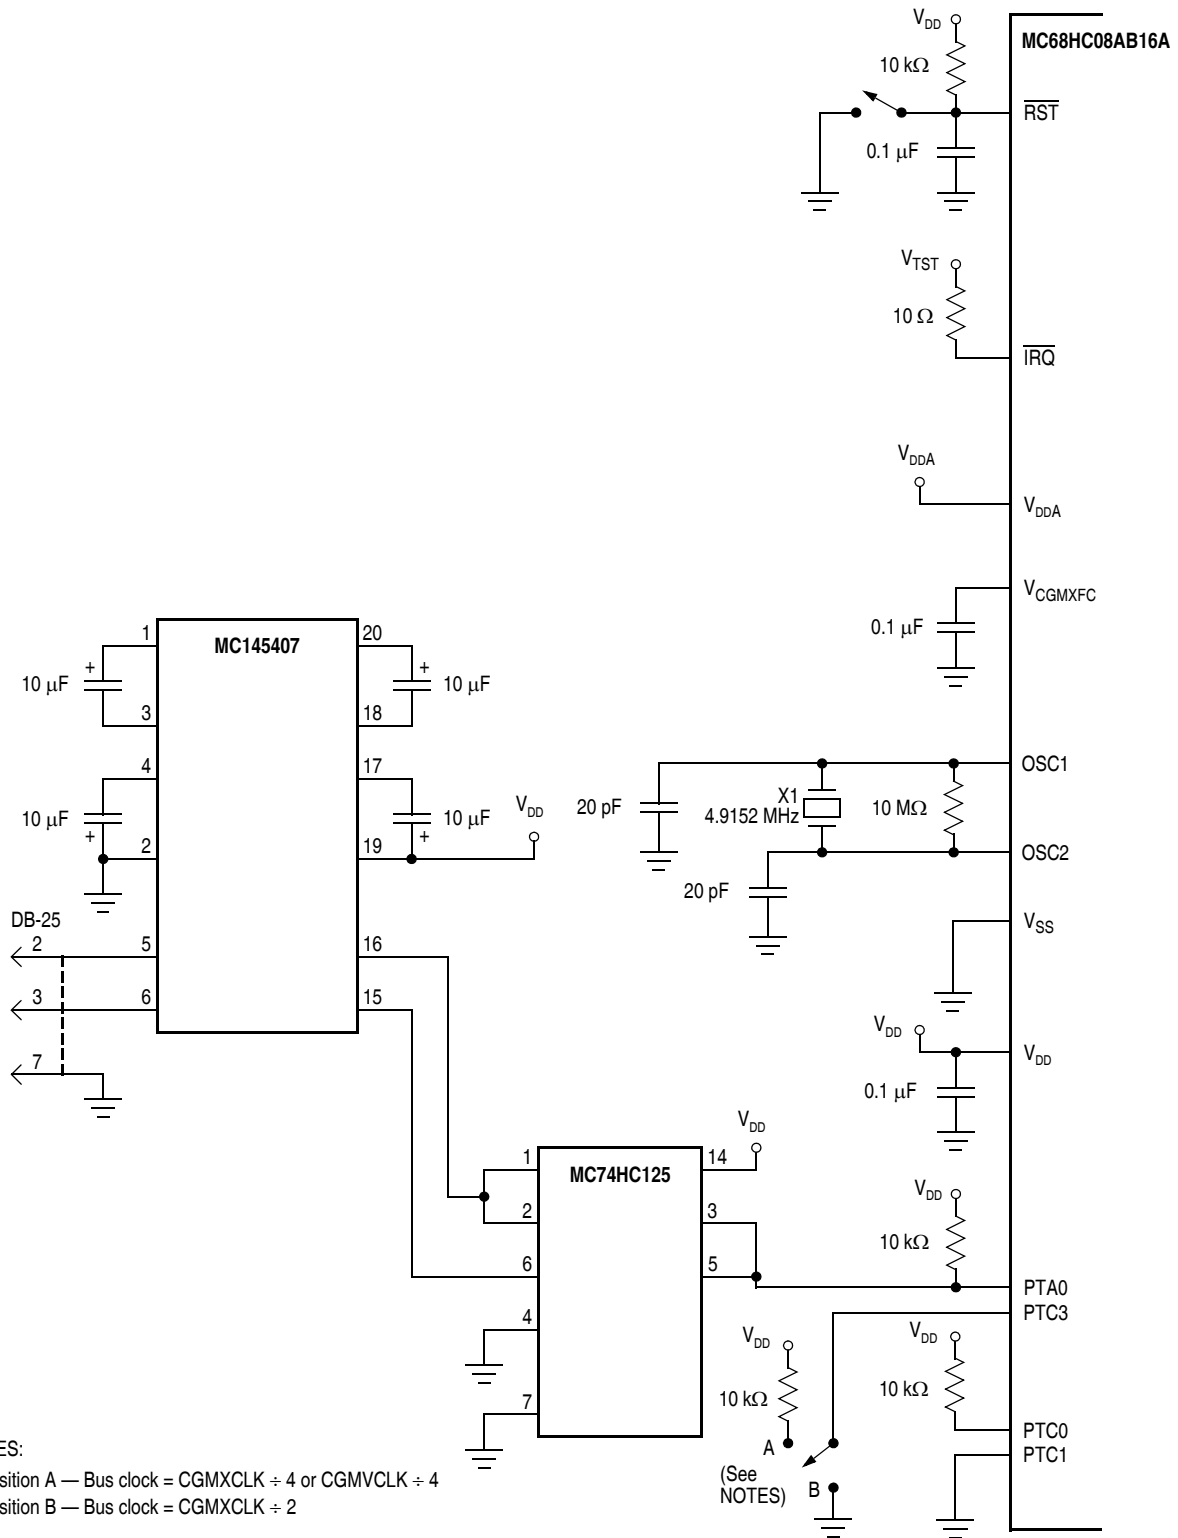 V_DD
MC68HC08AB16A
10 kΩ
RST
0.1 μF
V_TST
10 Ω
IRQ
V_DDA
V_DDA
V_CGMXFC
0.1 μF
MC145407
1
20
10 μF
+
+
10 μF
3
18
4
17
10 μF
+
+
10 μF
V_DD
2
19
OSC1
20 pF
X1
4.9152 MHz
10 MΩ
OSC2
20 pF
V_SS
DB-25
2
5
16
3
6
15
7
V_DD
V_DD
0.1 μF
V_DD
MC74HC125
1
14
2
3
6
5
4
7
V_DD
10 kΩ
PTA0
PTC3
V_DD
10 kΩ
V_DD
10 kΩ
PTC0
PTC1
A
(See
NOTES)
B
ES:
sition A — Bus clock = CGMXCLK ÷ 4 or CGMVCLK ÷ 4
sition B — Bus clock = CGMXCLK ÷ 2